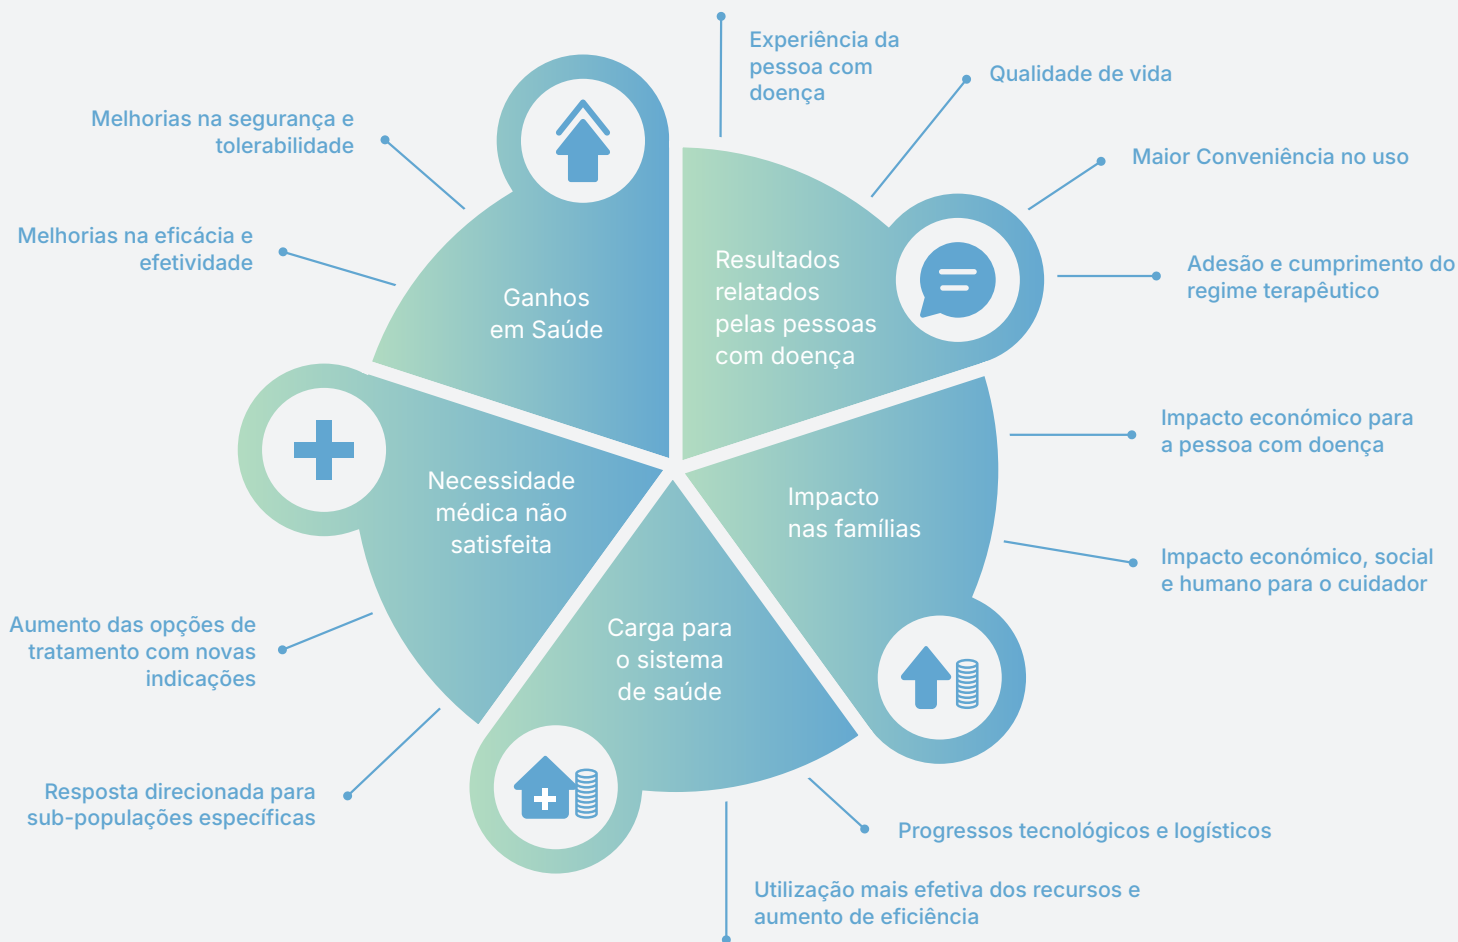 Experiência da
pessoa com
doença
Qualidade de vida
Maior Conveniência no uso
Adesão e cumprimento do
regime terapêutico
Melhorias na segurança e
tolerabilidade
Melhorias na eficácia e
efetividade
Ganhos
em Saúde
Resultados
relatados
pelas pessoas
com doença
Impacto económico para
a pessoa com doença
Impacto económico, social
e humano para o cuidador
Impacto
nas famílias
Necessidade
médica não
satisfeita
Carga para
o sistema
de saúde
Aumento das opções de
tratamento com novas
indicações
Resposta direcionada para
sub-populações específicas
Progressos tecnológicos e logísticos
Utilização mais efetiva dos recursos e
aumento de eficiência